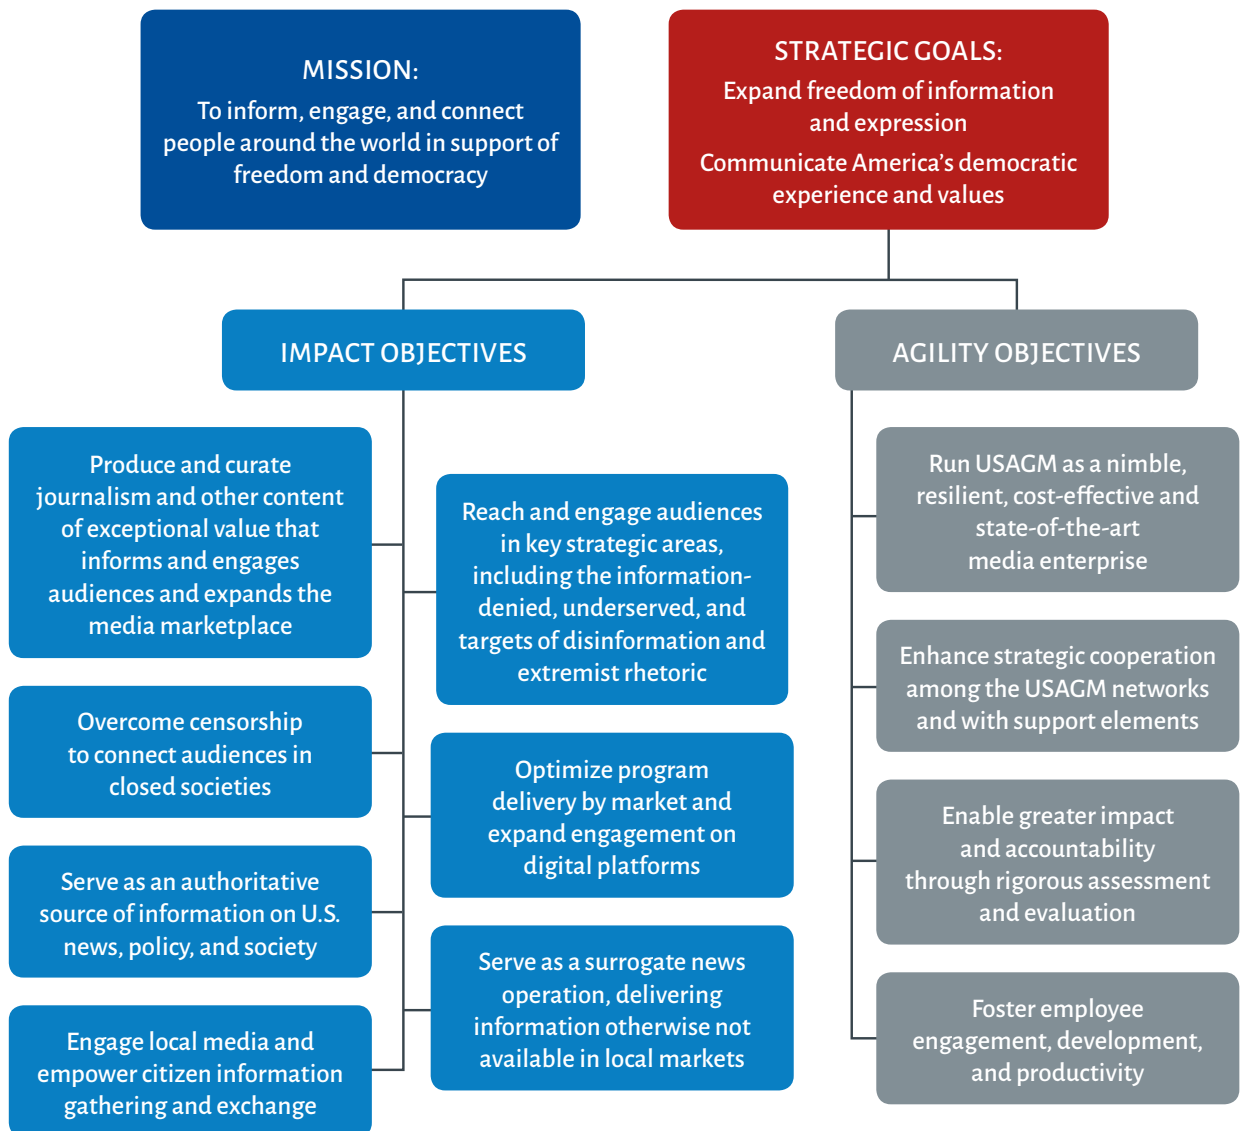 MISSION:
To inform, engage, and connect
people around the world in support of
freedom and democracy
STRATEGIC GOALS:
Expand freedom of information
and expression
Communicate America’s democratic
experience and values
IMPACT OBJECTIVES
Produce and curate
journalism and other content
of exceptional value that
informs and engages
audiences and expands the
media marketplace
Reach and engage audiences
in key strategic areas,
including the information-
denied, underserved, and
targets of disinformation and
extremist rhetoric
Overcome censorship
to connect audiences in
closed societies
Optimize program
delivery by market and
expand engagement on
digital platforms
Serve as an authoritative
source of information on U.S.
news, policy, and society
Serve as a surrogate news
operation, delivering
information otherwise not
available in local markets
Engage local media and
empower citizen information
gathering and exchange
AGILITY OBJECTIVES
Run USAGM as a nimble,
resilient, cost-effective and
state-of-the-art
media enterprise
Enhance strategic cooperation
among the USAGM networks
and with support elements
Enable greater impact
and accountability
through rigorous assessment
and evaluation
Foster employee
engagement, development,
and productivity